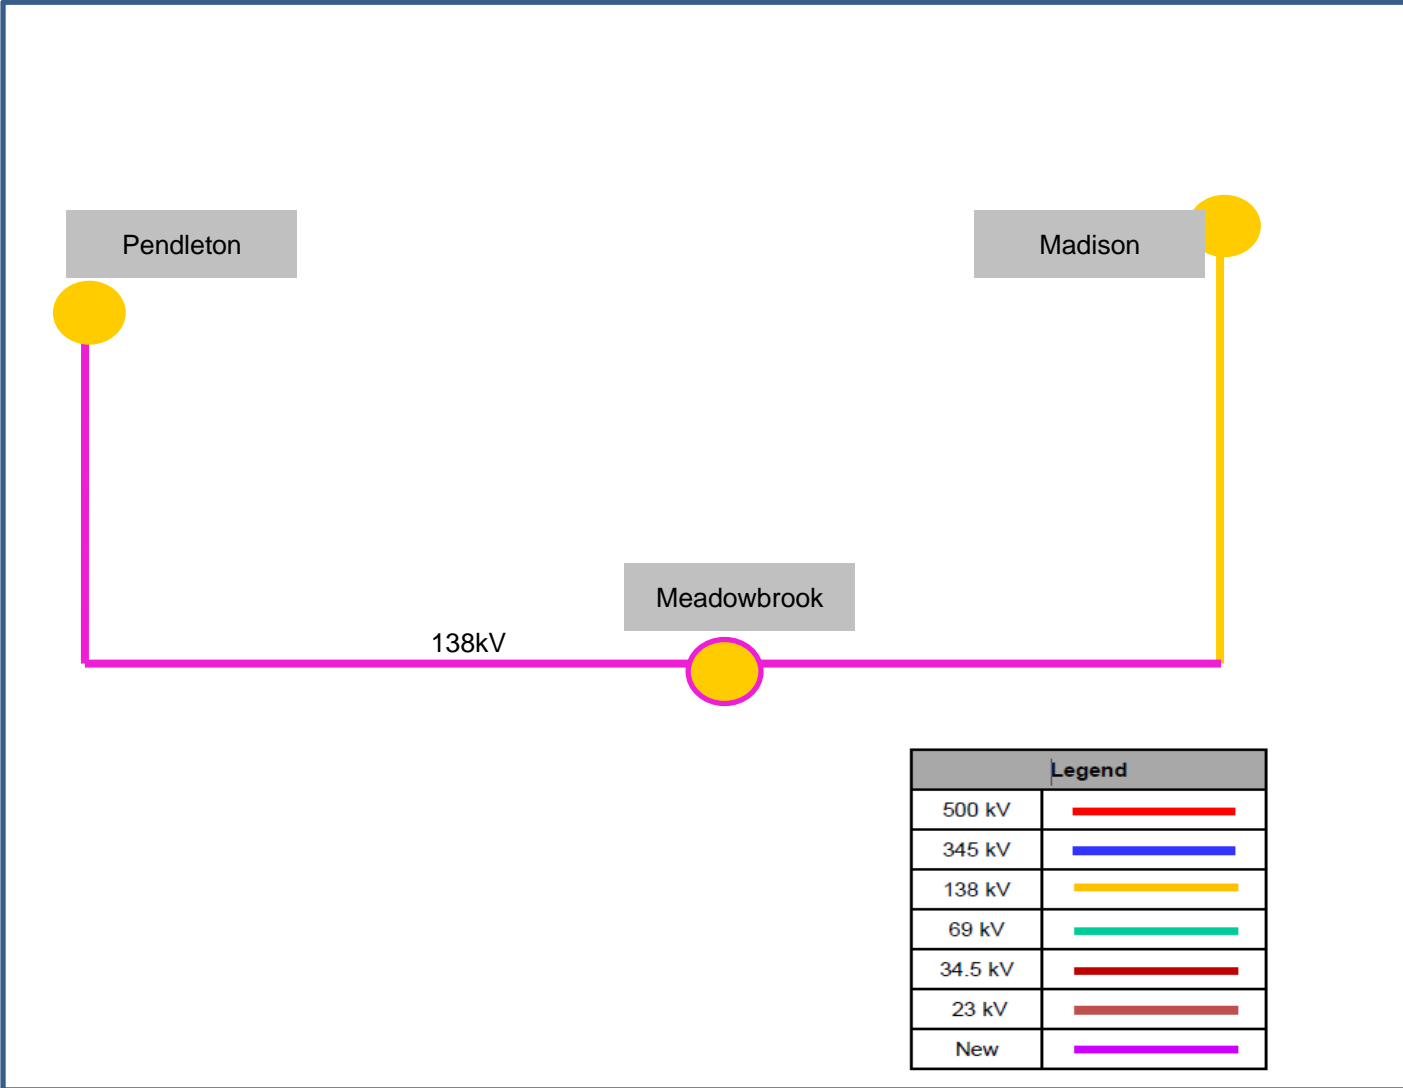 Pendleton
Madison
Meadowbrook
138kV
Legend
500 kV
345 kV
138 kV
69 kV
34.5 kV
23 kV
New